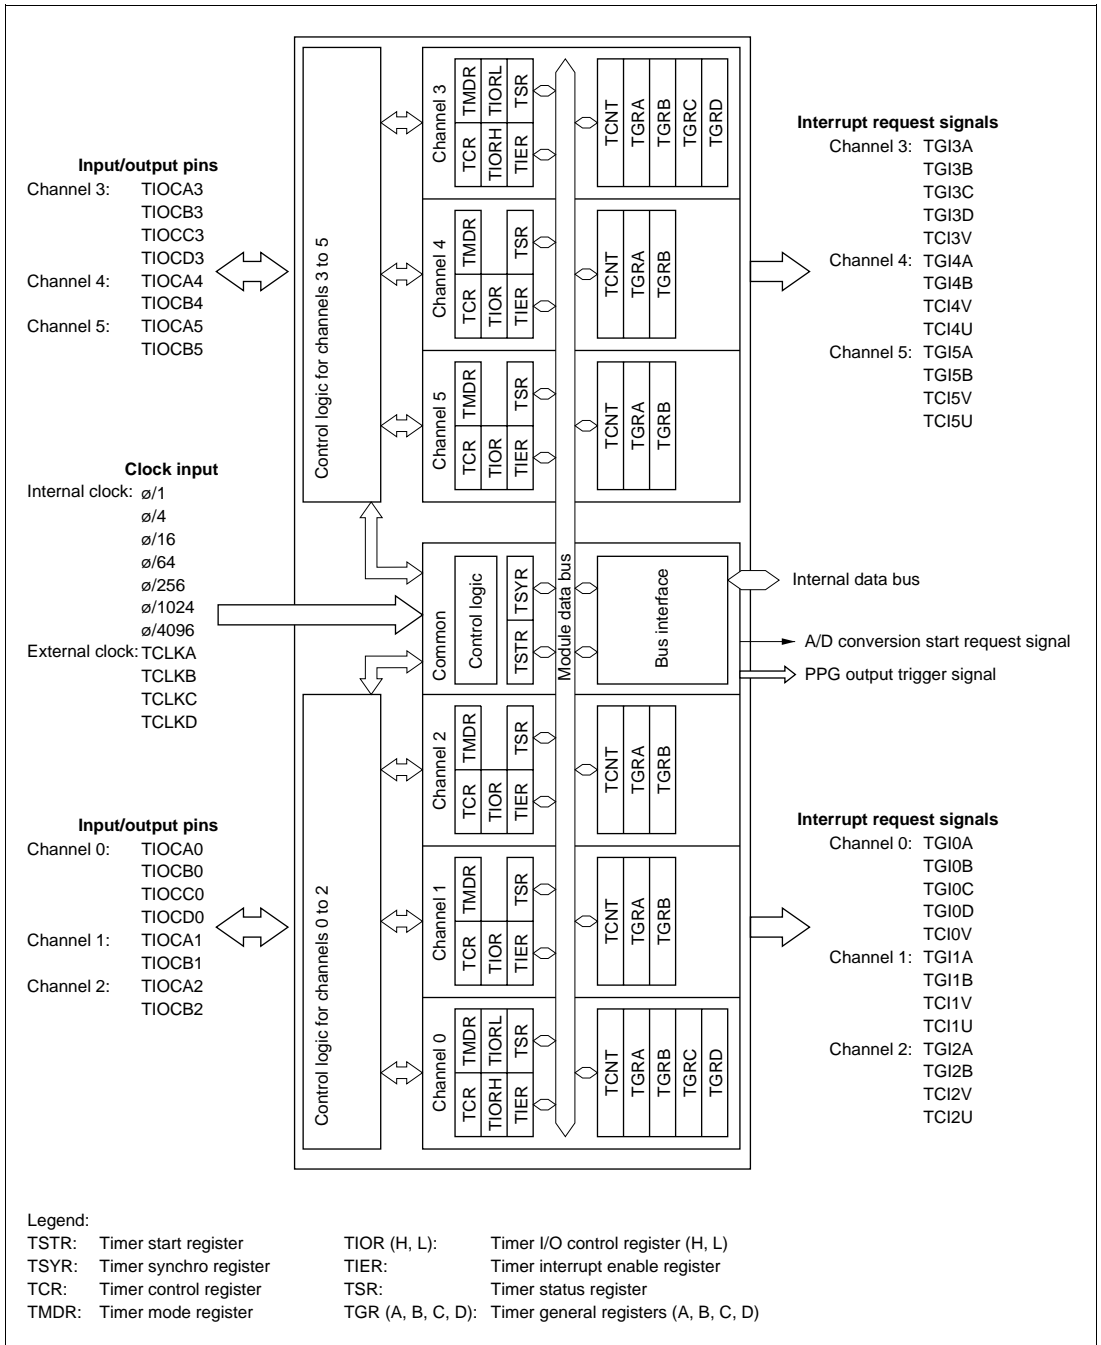 Input/output pins
Channel 3: TIOCA3
TIOCB3
TIOCC3
TIOCD3
Channel 4: TIOCA4
TIOCB4
Channel 5: TIOCA5
TIOCB5
Clock input
Internal clock: ø/1
ø/4
ø/16
ø/64
ø/256
ø/1024
ø/4096
External clock: TCLKA
TCLKB
TCLKC
TCLKD
Input/output pins
Channel 0: TIOCA0
TIOCB0
TIOCC0
TIOCD0
Channel 1: TIOCA1
TIOCB1
Channel 2: TIOCA2
TIOCB2
Control logic for channels 3 to 5
Control logic for channels 0 to 2
Channel 3
TCR TMDR
TIORH TIORL
TIER TSR
TCNT
TGRA
TGRB
TGRC
TGRD
Channel 4
TCR TMDR
TIOR
TIER TSR
TCNT
TGRA
TGRB
Channel 5
TCR TMDR
TIOR
TIER TSR
TCNT
TGRA
TGRB
Common
Control logic
TSTR TSYR
Module data bus
Bus interface
Channel 2
TCR TMDR
TIOR
TIER TSR
TCNT
TGRA
TGRB
Channel 1
TCR TMDR
TIOR
TIER TSR
TCNT
TGRA
TGRB
Channel 0
TCR TMDR
TIORH TIORL
TIER TSR
TCNT
TGRA
TGRB
TGRC
TGRD
Interrupt request signals
Channel 3: TGI3A
TGI3B
TGI3C
TGI3D
TCI3V
Channel 4: TGI4A
TGI4B
TCI4V
TCI4U
Channel 5: TGI5A
TGI5B
TCI5V
TCI5U
Internal data bus
A/D conversion start request signal
PPG output trigger signal
Interrupt request signals
Channel 0: TGI0A
TGI0B
TGI0C
TGI0D
TCI0V
Channel 1: TGI1A
TGI1B
TCI1V
TCI1U
Channel 2: TGI2A
TGI2B
TCI2V
TCI2U
Legend:
TSTR: Timer start register
TSYR: Timer synchro register
TCR: Timer control register
TMDR: Timer mode register
TIOR (H, L): Timer I/O control register (H, L)
TIER: Timer interrupt enable register
TSR: Timer status register
TGR (A, B, C, D): Timer general registers (A, B, C, D)